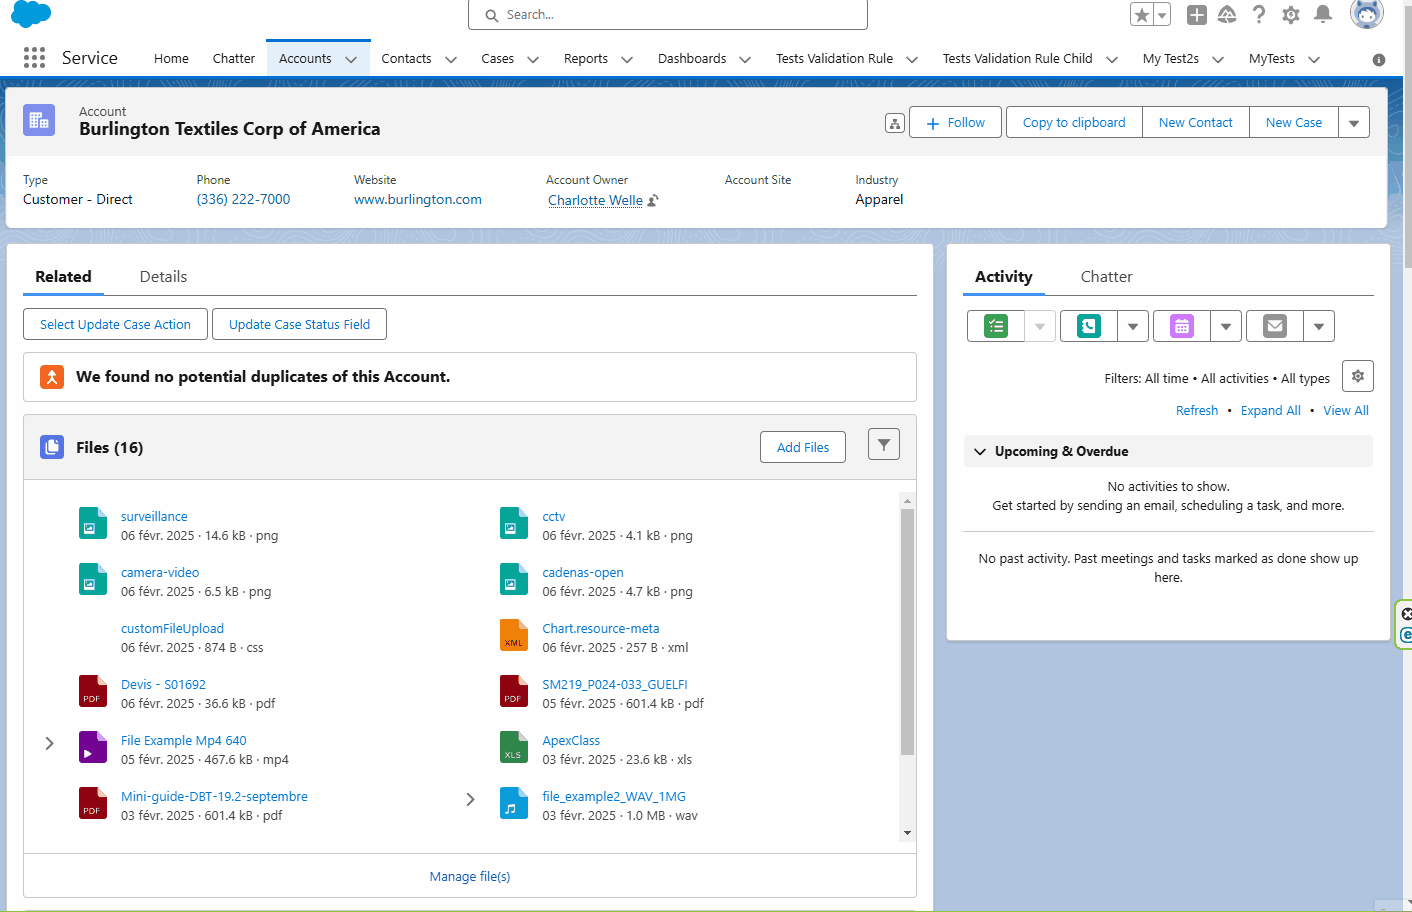 Search...
Service
Home
Chatter
Accounts
Contacts
Cases
Reports
Dashboards
Tests Validation Rule
Tests Validation Rule Child
My Test2s
MyTests
Account
Burlington Textiles Corp of America
Follow
Copy to clipboard
New Contact
New Case
Type
Phone
Website
Account Owner
Account Site
Industry
Customer - Direct
(336) 222-7000
www.burlington.com
Charlotte Welle
Apparel
Related
Details
Select Update Case Action
Update Case Status Field
We found no potential duplicates of this Account.
Files (16)
Add Files
surveillance
06 févr. 2025 · 14.6 kB · png
cctv
06 févr. 2025 · 4.1 kB · png
camera-video
06 févr. 2025 · 6.5 kB · png
cadenas-open
06 févr. 2025 · 4.7 kB · png
customFileUpload
06 févr. 2025 · 874 B · css
XML
Chart.resource-meta
06 févr. 2025 · 257 B · xml
PDF
Devis - S01692
06 févr. 2025 · 36.6 kB · pdf
PDF
SM219_P024-033_GUELFI
05 févr. 2025 · 601.4 kB · pdf
File Example Mp4 640
05 févr. 2025 · 467.6 kB · mp4
XLS
ApexClass
03 févr. 2025 · 23.6 kB · xls
PDF
Mini-guide-DBT-19.2-septembre
03 févr. 2025 · 601.4 kB · pdf
file_example2_WAV_1MG
03 févr. 2025 · 1.0 MB · wav
Manage file(s)
Activity
Chatter
Filters: All time • All activities • All types
Refresh • Expand All • View All
Upcoming & Overdue
No activities to show.
Get started by sending an email, scheduling a task, and more.
No past activity. Past meetings and tasks marked as done show up
here.